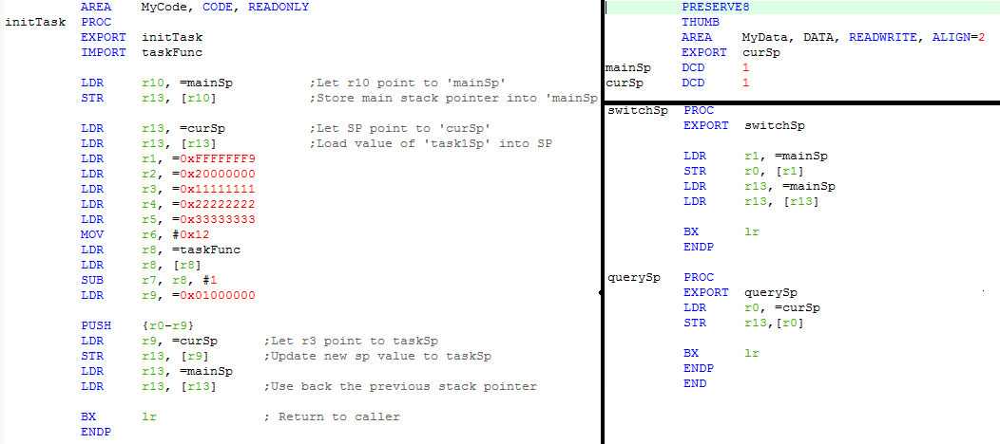 AREA MyCode, CODE, READONLY
initTask PROC
EXPORT initTask
IMPORT taskFunc
LDR r10, =mainSp ;Let r10 point to 'mainSp'
STR r13, [r10] ;Store main stack pointer into 'mainSp
LDR r13, =curSp ;Let SP point to 'curSp'
LDR r13, [r13] ;Load value of 'task1Sp' into SP
LDR r1, =0xFFFFFFF9
LDR r2, =0x20000000
LDR r3, =0x11111111
LDR r4, =0x22222222
LDR r5, =0x33333333
MOV r6, #0x12
LDR r8, =taskFunc
LDR r8, [r8]
SUB r7, r8, #1
LDR r9, =0x01000000
PUSH {r0-r9}
LDR r9, =curSp ;Let r3 point to taskSp
STR r13, [r9] ;Update new sp value to taskSp
LDR r13, =mainSp
LDR r13, [r13] ;Use back the previous stack pointer
BX lr ; Return to caller
ENDP
PRESERVE8
THUMB
AREA MyData, DATA, READWRITE, ALIGN=2
EXPORT curSp
mainSp DCD 1
curSp DCD 1
switchSp PROC
EXPORT switchSp
LDR r1, =mainSp
STR r0, [r1]
LDR r13, =mainSp
LDR r13, [r13]
BX lr
ENDP
querySp PROC
EXPORT querySp
LDR r0, =curSp
STR r13,[r0]
BX lr
ENDP
END